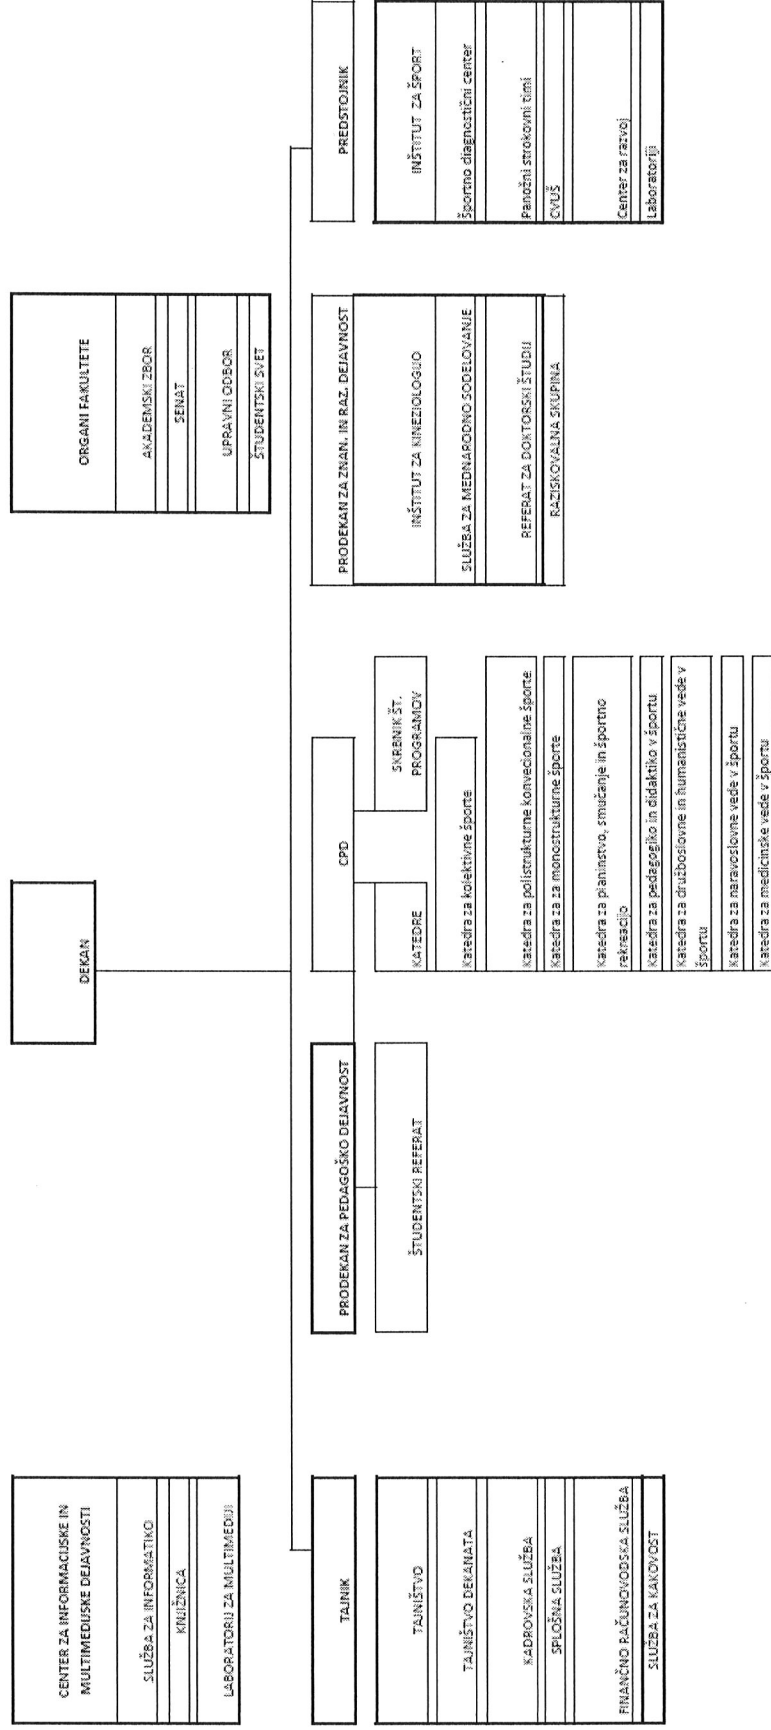 CENTER ZA INFORMACIJSKE IN
MULTIMEDIJSKE DEJAVNOSTI
SLUŽBA ZA INFORMATIKO
KNJIŽNICA
LABORATORIJ ZA MULTIMEDIJ
DEKAN
ORGANI FAKULTETE
AKADEMSKI ZBOR
SENAT
UPRAVNI ODBOR
ŠTUDENTSKI SVET
TAJNIK
TAJNIŠTVO
TAJNIŠTVO DEKANATA
KADROVSKA SLUŽBA
SPLOŠNA SLUŽBA
FINANČNO RAČUNOVODSKA SLUŽBA
SLUŽBA ZA KAKOVOST
PRODEKAN ZA PEDAGOŠKO DEJAVNOST
ŠTUDENTSKI REFERAT
CPD
KATEDRE
SKRBNIK ŠT.
PROGRAMOV
Katedra za kolektivne športe
Katedra za polistrukturne konvecionalne športe
Katedra za za monostrukturne športe
Katedra za planinstvo, smučanje in športno
rekreacijo
Katedra za pedagogiko in didaktiko v športu
Katedra za družboslovne in humanistične vede v
športu
Katedra za naravoslovne vede v športu
Katedra za medicinske vede v športu
PRODEKAN ZA ZNAN. IN RAZ. DEJAVNOST
INŠTITUT ZA KINEZIOLOGIJO
SLUŽBA ZA MEDNARODNO SODELOVANJE
REFERAT ZA DOKTORSKI ŠTUDIJ
RAZISKOVALNA SKUPINA
PREDSTOJNIK
INŠTITUT ZA ŠPORT
Športno diagnostični center
Panožni strokovni timi
CVUŠ
Center za razvoj
Laboratoriji